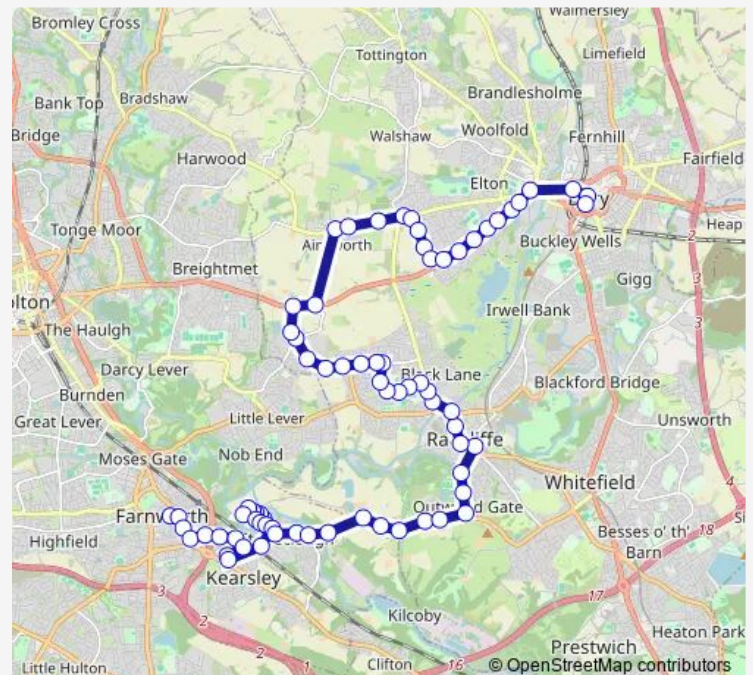 Bromley Cross
Walmersley
Tottington
Limefield
Bank Top
Bradshaw
Brandlesholme
Bridge
Walshaw
Woolfold
Fernhill
Harwood
Fairfield
Elton
Heap
Tonge Moor
Buckley Wells
2
Breightmet
3
Gigg
olton
Irwell Bank
3
The Haulgh
Darcy Lever
Black Lane
Blackford Bridge
Burnden
Great Lever
Little Lever
Unsworth
Nob End
Moses Gate
Whitefield
4
Outwood Gate
Farnworth
18
Highfield
Besses o' th'
Barn
Kearsley
3
17
2
Kilcoby
Heaton Park
2
Prestwich
Little Hulton
1
Clifton
16
© OpenStreetMap contributors